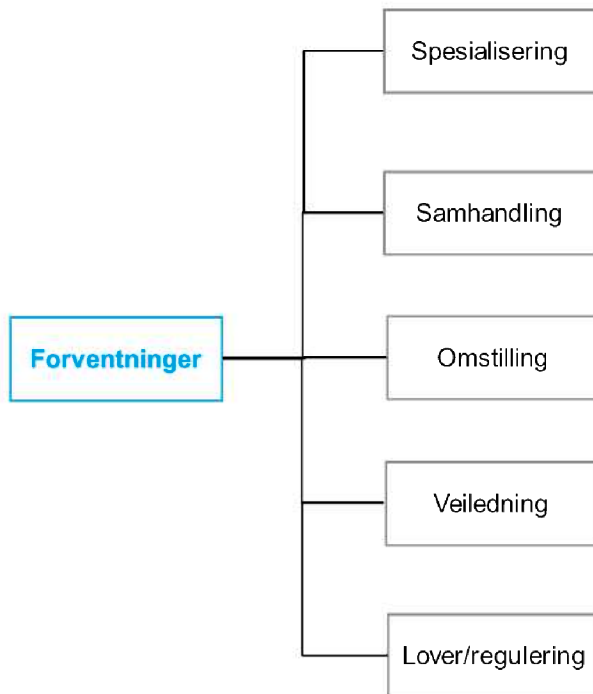 Spesialisering
Samhandling
Forventninger
Omstilling
Veiledning
Lover/regulering